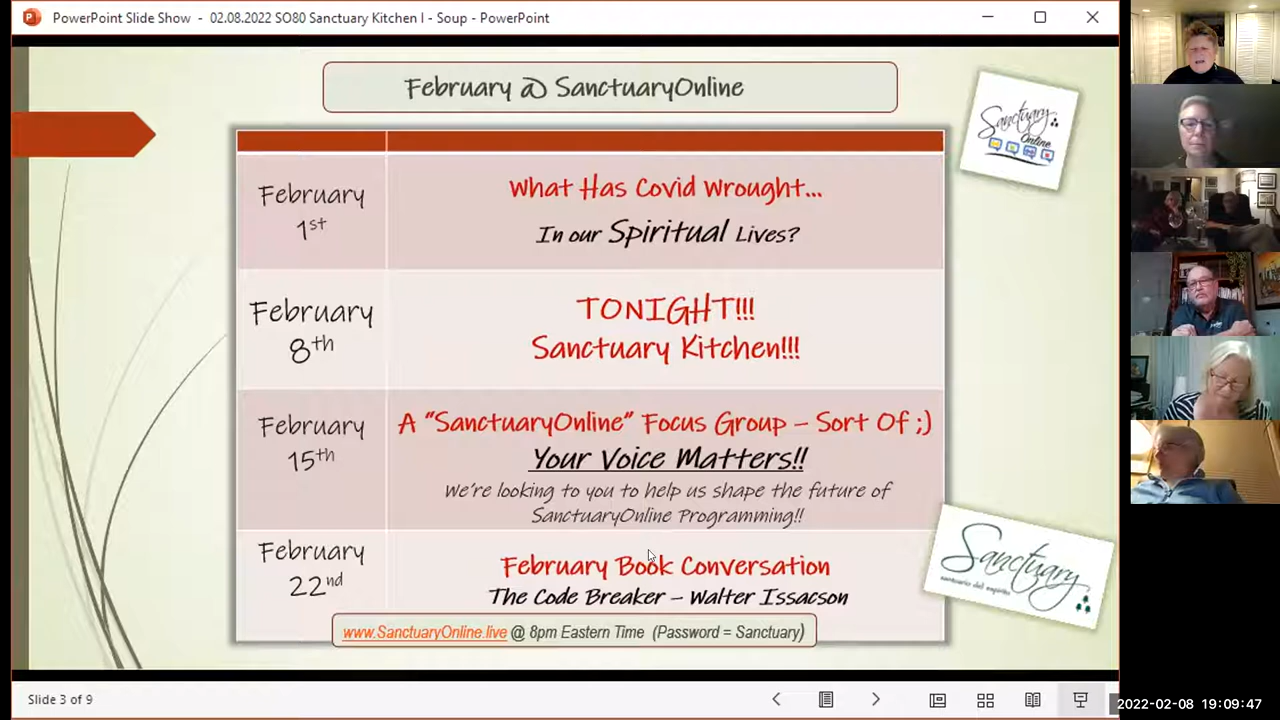 PowerPoint Slide Show - 02.08.2022 SO80 Sanctuary Kitchen I - Soup - PowerPoint
February @ SanctuaryOnline
Sanctuary
Online
February
1st
What Has Covid Wrought...
In our Spiritual Lives?
February
8th
TONIGHT!!!
Sanctuary Kitchen!!!
February
15th
A "SanctuaryOnline" Focus Group – Sort Of ;)
Your Voice Matters!!
We're looking to you to help us shape the future of
SanctuaryOnline Programming!!
February
22nd
February Book Conversation
The Code Breaker – Walter Issacson
Sanctuary
santuario del espiritu
www.SanctuaryOnline.live @ 8pm Eastern Time (Password = Sanctuary)
Slide 3 of 9
2022-02-08 19:09:47